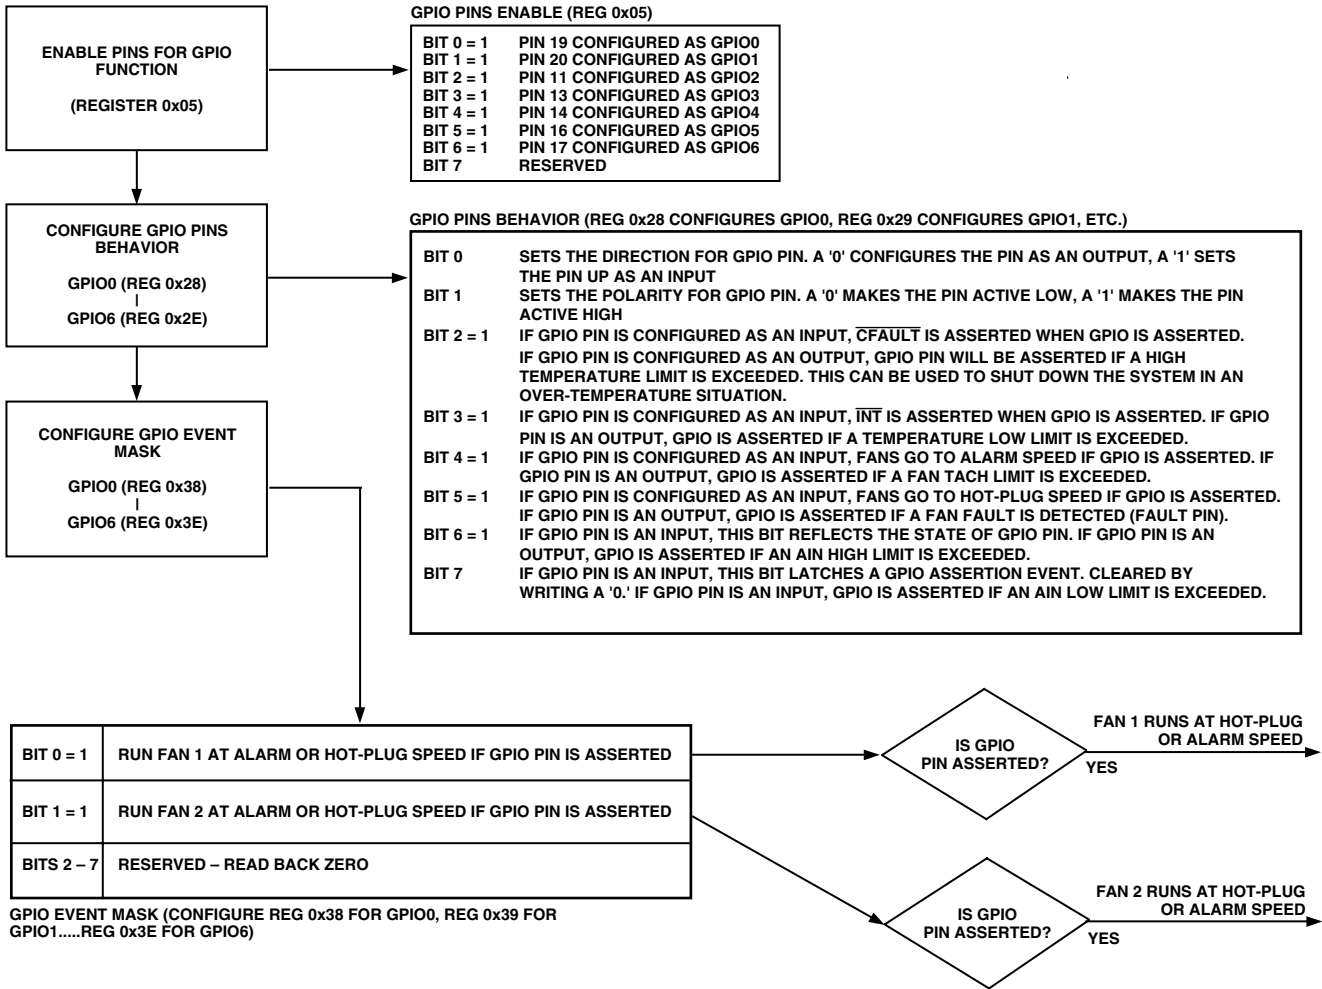 ENABLE PINS FOR GPIO
FUNCTION
(REGISTER 0x05)
GPIO PINS ENABLE (REG 0x05)
BIT 0 = 1 PIN 19 CONFIGURED AS GPIO0
BIT 1 = 1 PIN 20 CONFIGURED AS GPIO1
BIT 2 = 1 PIN 11 CONFIGURED AS GPIO2
BIT 3 = 1 PIN 13 CONFIGURED AS GPIO3
BIT 4 = 1 PIN 14 CONFIGURED AS GPIO4
BIT 5 = 1 PIN 16 CONFIGURED AS GPIO5
BIT 6 = 1 PIN 17 CONFIGURED AS GPIO6
BIT 7 RESERVED
CONFIGURE GPIO PINS
BEHAVIOR
GPIO0 (REG 0x28)
GPIO6 (REG 0x2E)
GPIO PINS BEHAVIOR (REG 0x28 CONFIGURES GPIO0, REG 0x29 CONFIGURES GPIO1, ETC.)
BIT 0 SETS THE DIRECTION FOR GPIO PIN. A '0' CONFIGURES THE PIN AS AN OUTPUT, A '1' SETS
THE PIN UP AS AN INPUT
BIT 1 SETS THE POLARITY FOR GPIO PIN. A '0' MAKES THE PIN ACTIVE LOW, A '1' MAKES THE PIN
ACTIVE HIGH
BIT 2 = 1 IF GPIO PIN IS CONFIGURED AS AN INPUT, CFAULT IS ASSERTED WHEN GPIO IS ASSERTED.
IF GPIO PIN IS CONFIGURED AS AN OUTPUT, GPIO PIN WILL BE ASSERTED IF A HIGH
TEMPERATURE LIMIT IS EXCEEDED. THIS CAN BE USED TO SHUT DOWN THE SYSTEM IN AN
OVER-TEMPERATURE SITUATION.
BIT 3 = 1 IF GPIO PIN IS CONFIGURED AS AN INPUT, INT IS ASSERTED WHEN GPIO IS ASSERTED. IF GPIO
PIN IS AN OUTPUT, GPIO IS ASSERTED IF A TEMPERATURE LOW LIMIT IS EXCEEDED.
BIT 4 = 1 IF GPIO PIN IS CONFIGURED AS AN INPUT, FANS GO TO ALARM SPEED IF GPIO IS ASSERTED. IF
GPIO PIN IS AN OUTPUT, GPIO IS ASSERTED IF A FAN TACH LIMIT IS EXCEEDED.
BIT 5 = 1 IF GPIO PIN IS CONFIGURED AS AN INPUT, FANS GO TO HOT-PLUG SPEED IF GPIO IS ASSERTED.
IF GPIO PIN IS AN OUTPUT, GPIO IS ASSERTED IF A FAN FAULT IS DETECTED (FAULT PIN).
BIT 6 = 1 IF GPIO PIN IS AN INPUT, THIS BIT REFLECTS THE STATE OF GPIO PIN. IF GPIO PIN IS AN
OUTPUT, GPIO IS ASSERTED IF AN AIN HIGH LIMIT IS EXCEEDED.
BIT 7 IF GPIO PIN IS AN INPUT, THIS BIT LATCHES A GPIO ASSERTION EVENT. CLEARED BY
WRITING A '0.' IF GPIO PIN IS AN INPUT, GPIO IS ASSERTED IF AN AIN LOW LIMIT IS EXCEEDED.
CONFIGURE GPIO EVENT
MASK
GPIO0 (REG 0x38)
GPIO6 (REG 0x3E)
BIT 0 = 1 RUN FAN 1 AT ALARM OR HOT-PLUG SPEED IF GPIO PIN IS ASSERTED
BIT 1 = 1 RUN FAN 2 AT ALARM OR HOT-PLUG SPEED IF GPIO PIN IS ASSERTED
BITS 2 – 7 RESERVED – READ BACK ZERO
GPIO EVENT MASK (CONFIGURE REG 0x38 FOR GPIO0, REG 0x39 FOR
GPIO1.....REG 0x3E FOR GPIO6)
IS GPIO
PIN ASSERTED?
FAN 1 RUNS AT HOT-PLUG
OR ALARM SPEED
YES
IS GPIO
PIN ASSERTED?
FAN 2 RUNS AT HOT-PLUG
OR ALARM SPEED
YES